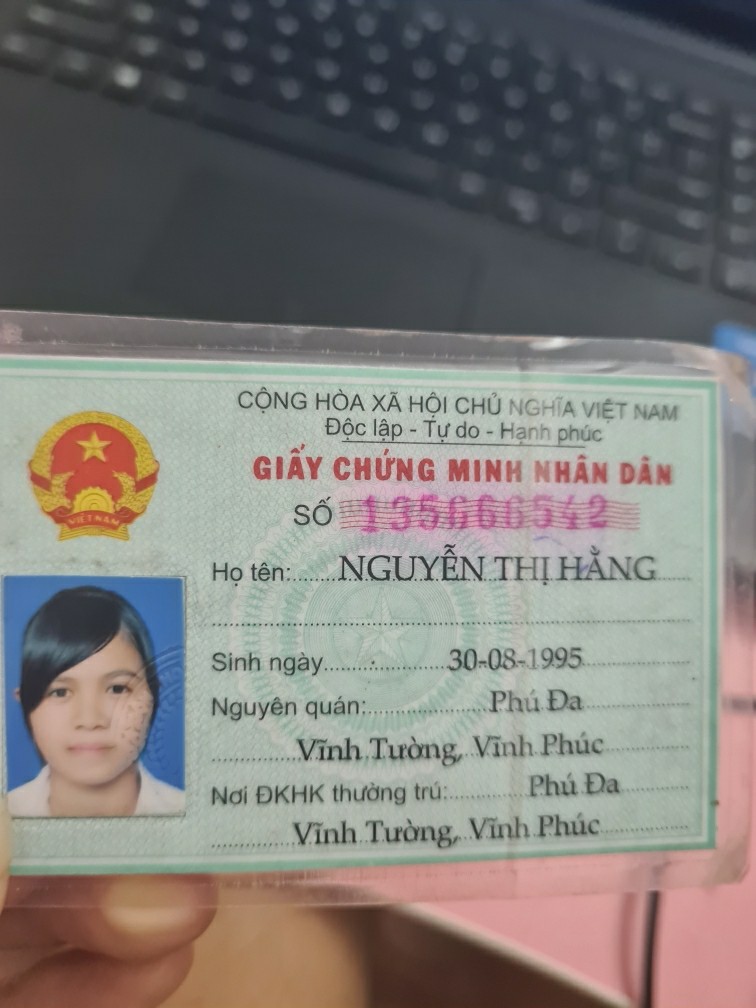 CỘNG HÒA XÃ HỘI CHỦ NGHĨA VIỆT NAM
Độc lập - Tự do - Hạnh phúc
GIẤY CHỨNG MINH NHÂN DÂN
SỐ 135666542
VIETNAM
Họ tên: NGUYỄN THỊ HẰNG
Sinh ngày 30-08-1995
Nguyên quán: Phú Đa
Vĩnh Tường, Vĩnh Phúc
Nơi ĐKHK thường trú: Phú Đa
Vĩnh Tường, Vĩnh Phúc